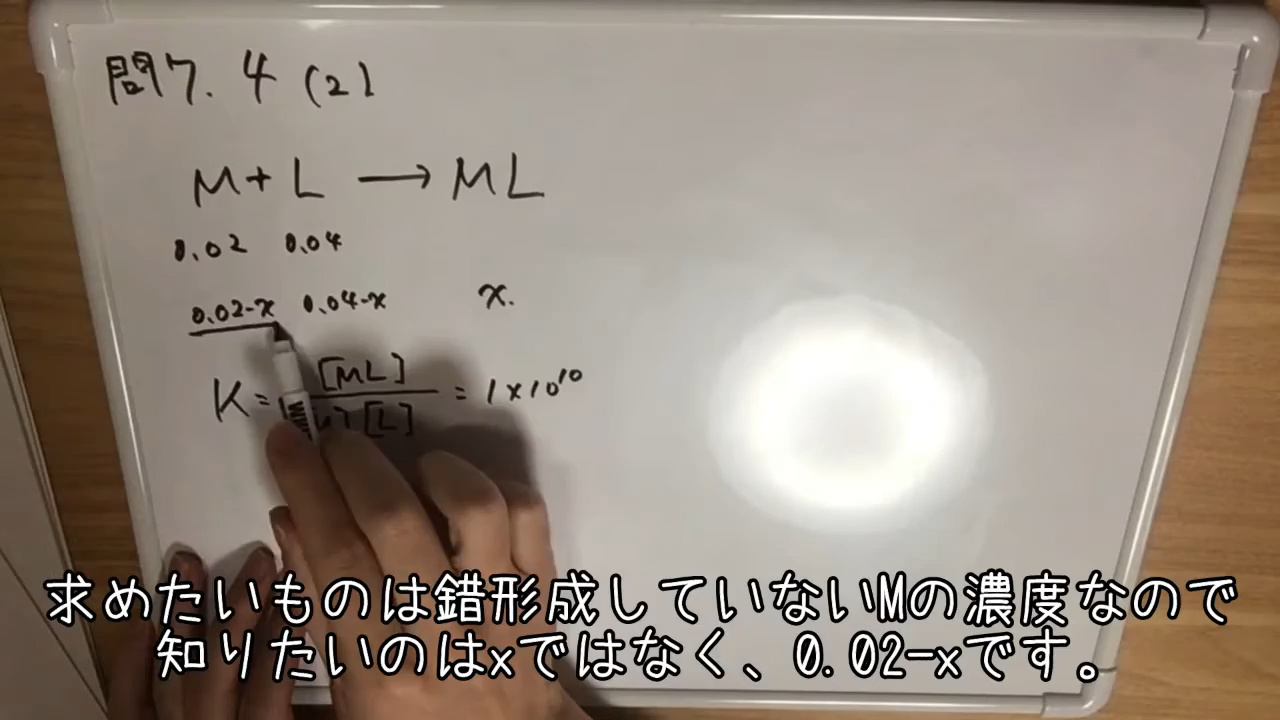 問7.4 (2)
M + L → ML
0.02 0.04
0.02-x 0.04-x x.
K = [ML] / [L] = 1×10¹⁰
求めたいものは錯形成していないMの濃度なので
知りたいのはxではなく、0.02-xです。